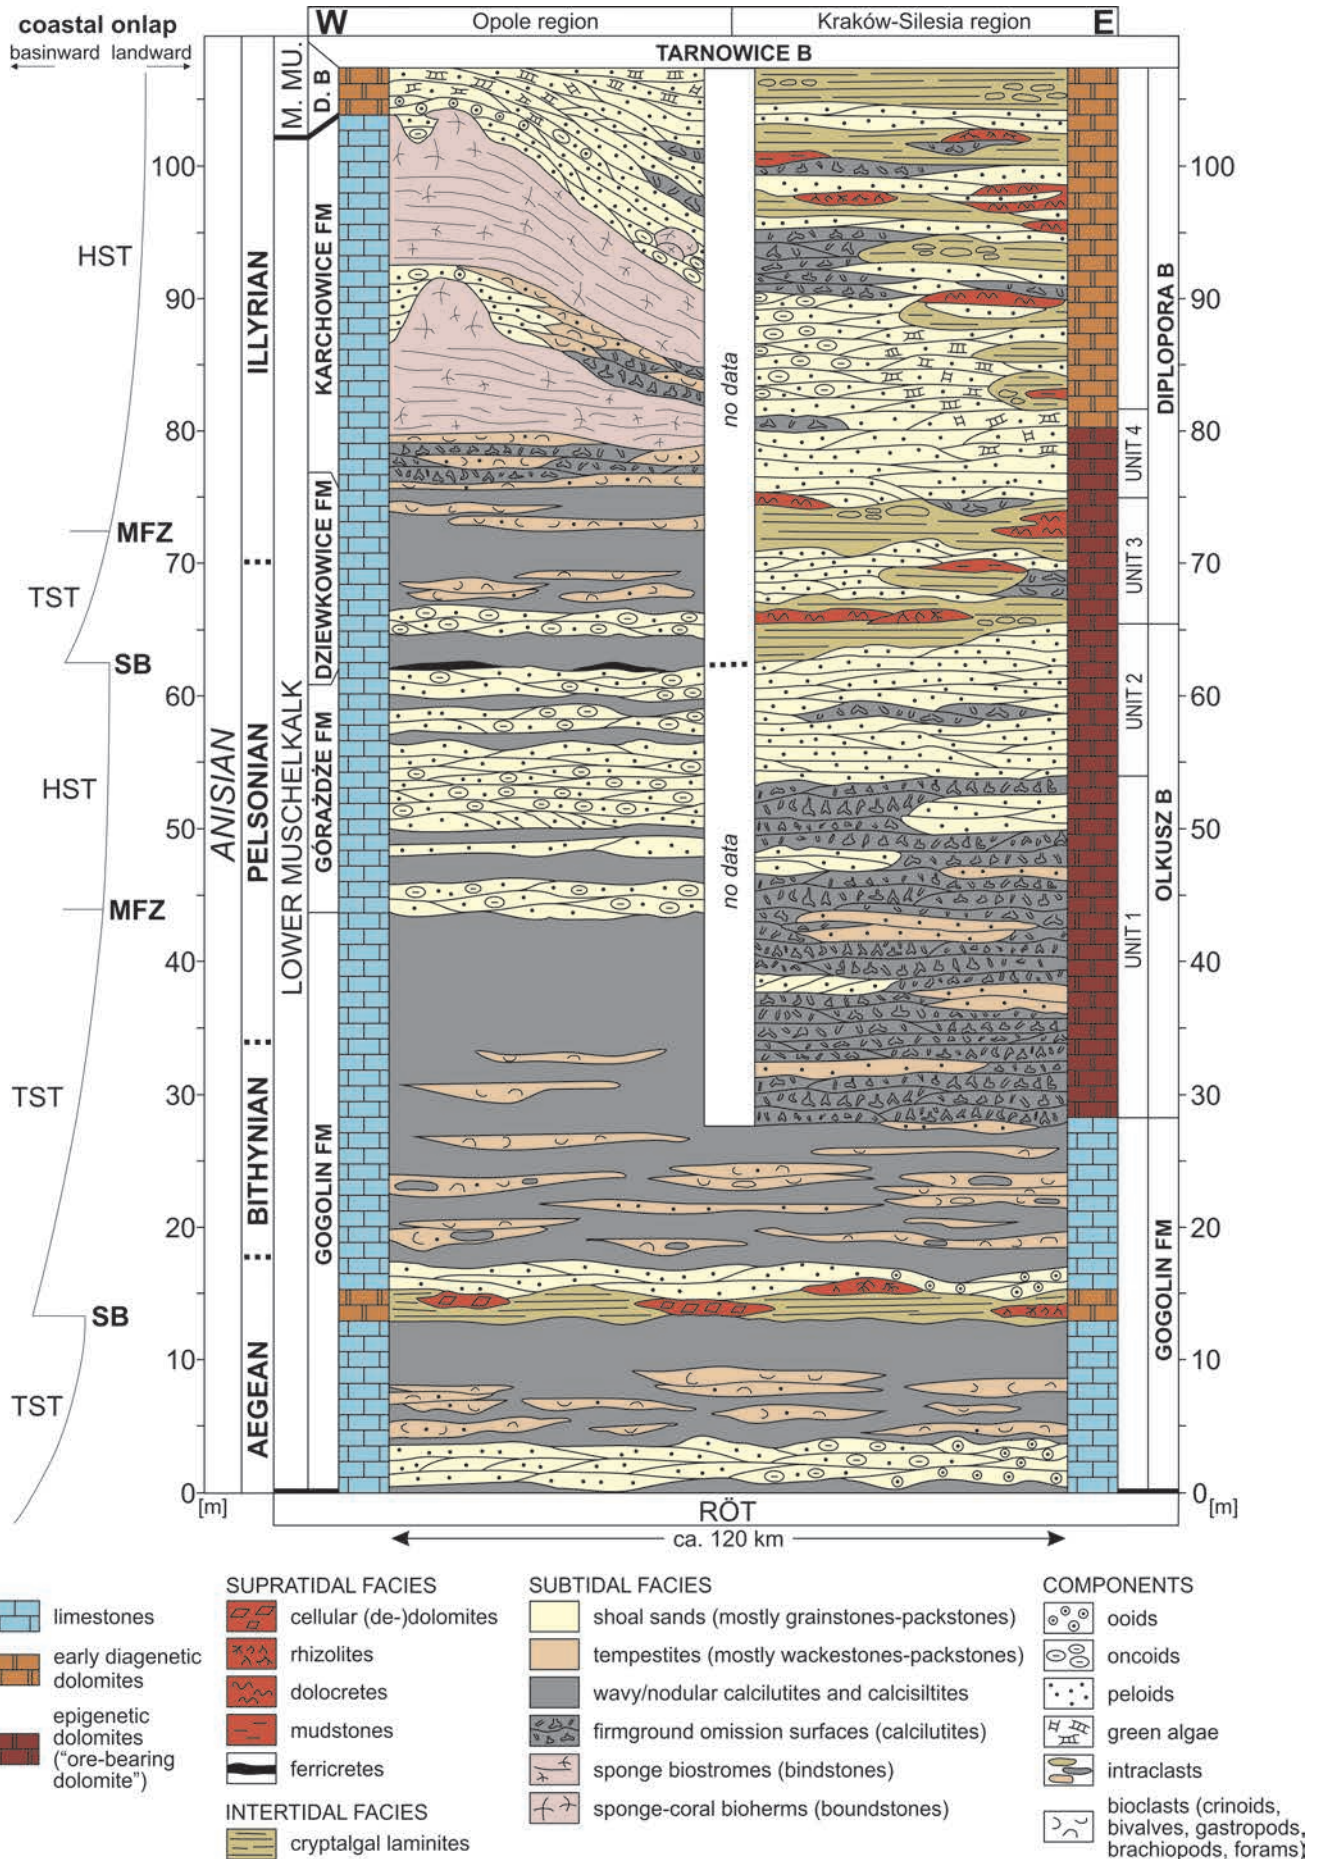 coastal onlap
basinward landward
W
Opole region
Kraków-Silesia region
E
TARNOWICE B
M. MU.
D. B
100
100
HST
ILLYRIAN
KARCHOWICE FM
DIPLOPORA B
90
90
no data
80
80
UNIT 4
MFZ
DZIEWKOWICE FM
70
70
UNIT 3
TST
SB
60
60
UNIT 2
ANISIAN
PELSONIAN
LOWER MUSCHELKALK
GÓRAŻDŻE FM
HST
50
50
OLKUSZ B
no data
MFZ
UNIT 1
40
40
TST
30
30
BITHYNIAN
GOGOLIN FM
20
20
SB
GOGOLIN FM
10
10
TST
AEGEAN
0
0
[m]
RÖT
[m]
ca. 120 km
limestones
early diagenetic
dolomites
epigenetic
dolomites
("ore-bearing
dolomite")
SUPRATIDAL FACIES
cellular (de-)dolomites
rhizolites
dolocretes
mudstones
ferricretes
INTERTIDAL FACIES
cryptalgal laminites
SUBTIDAL FACIES
shoal sands (mostly grainstones-packstones)
tempestites (mostly wackestones-packstones)
wavy/nodular calcilutites and calcisiltites
firmground omission surfaces (calcilutites)
sponge biostromes (bindstones)
sponge-coral bioherms (boundstones)
COMPONENTS
ooids
oncoids
peloids
green algae
intraclasts
bioclasts (crinoids,
bivalves, gastropods,
brachiopods, forams)